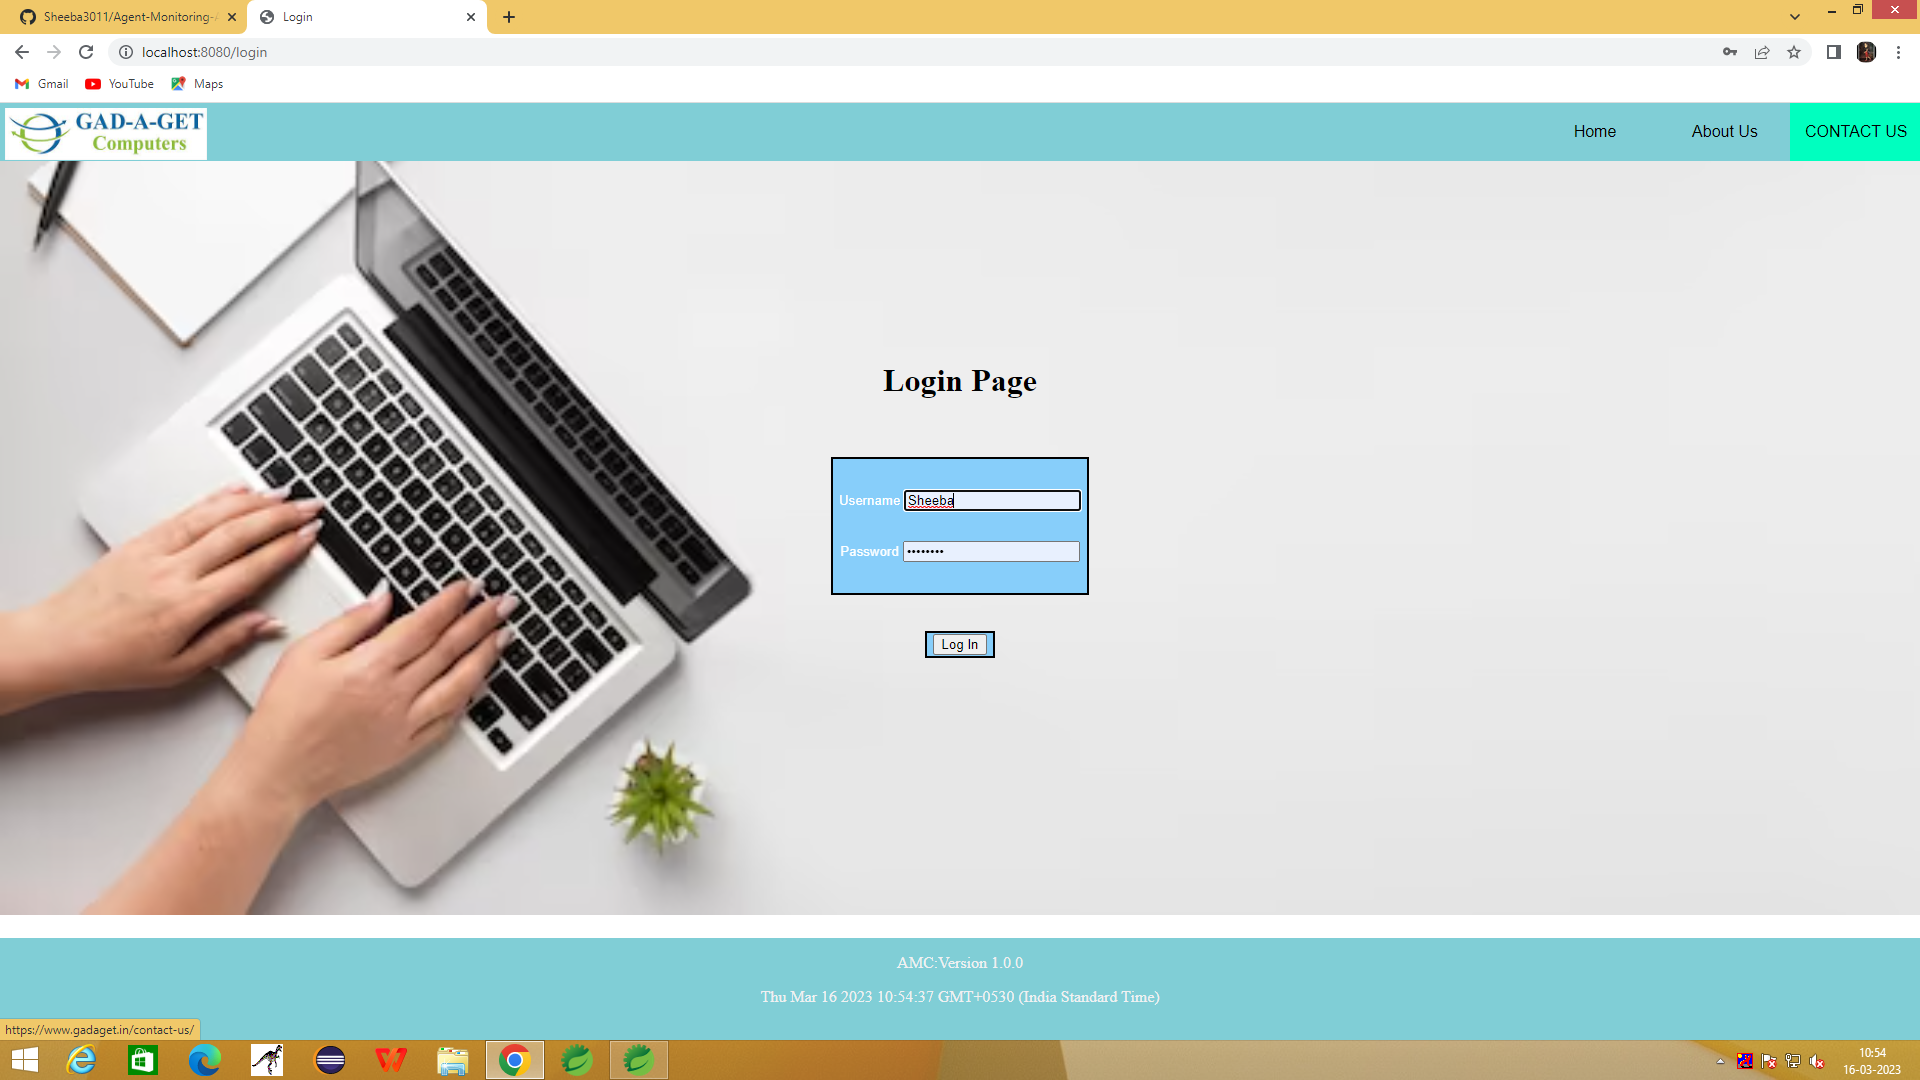 Sheeba3011/Agent-Monitoring-
Login
localhost:8080/login
Gmail
YouTube
Maps
GAD-A-GET
Computers
Home
About Us
CONTACT US
Login Page
Username Sheeba
Password ••••••••
Log In
AMC:Version 1.0.0
Thu Mar 16 2023 10:54:37 GMT+0530 (India Standard Time)
https://www.gadaget.in/contact-us/
10:54
16-03-2023